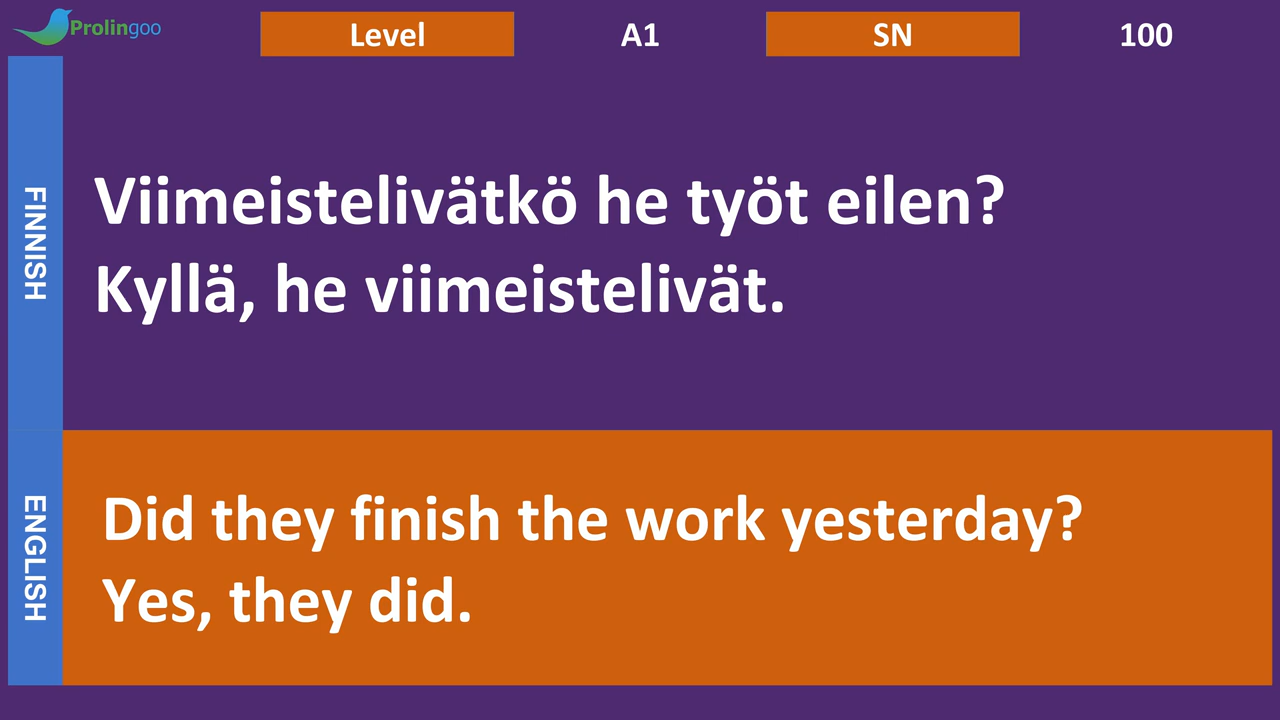 Prolingoo
Level A1 SN 100
FINNISH
Viimeistelivätkö he työt eilen?
Kyllä, he viimeistelivät.
ENGLISH
Did they finish the work yesterday?
Yes, they did.